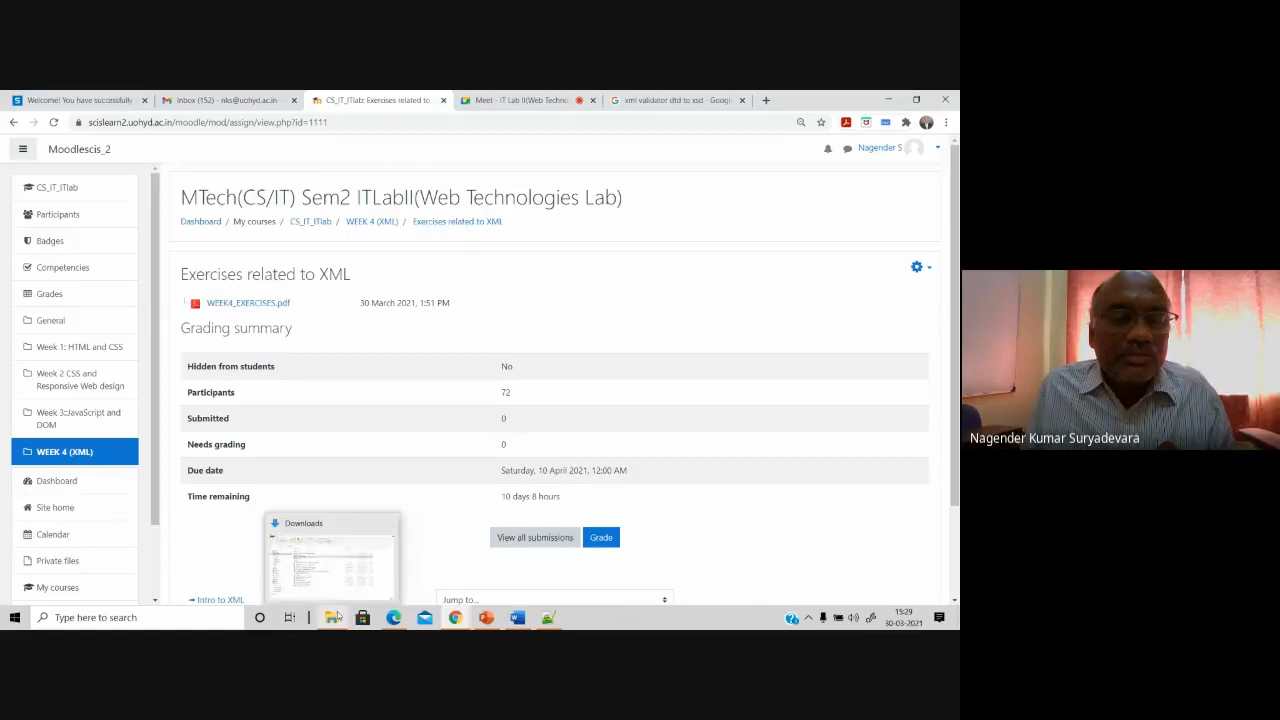 Welcome! You have successfully
Inbox (152) - nks@uohyd.ac.in
CS_IT_ITlab: Exercises related to
Meet - IT Lab II(Web Techno
xml validator dtd to xsd - Google
scislearn2.uohyd.ac.in/moodle/mod/assign/view.php?id=1111
Moodlescis_2
Nagender S
CS_IT_ITlab
Participants
Badges
Competencies
Grades
General
Week 1: HTML and CSS
Week 2 CSS and
Responsive Web design
Week 3::JavaScript and
DOM
WEEK 4 (XML)
Dashboard
Site home
Calendar
Private files
My courses
MTech(CS/IT) Sem2 ITLabII(Web Technologies Lab)
Dashboard / My courses / CS_IT_ITlab / WEEK 4 (XML) / Exercises related to XML
Exercises related to XML
WEEK4_EXERCISES.pdf 30 March 2021, 1:51 PM
Grading summary
Hidden from students No
Participants 72
Submitted 0
Needs grading 0
Due date Saturday, 10 April 2021, 12:00 AM
Time remaining 10 days 8 hours
Downloads
View all submissions Grade
◄ Intro to XML
Jump to...
Type here to search
15:29
30-03-2021
Nagender Kumar Suryadevara